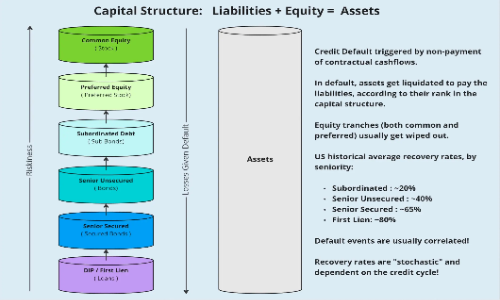 Capital Structure: Liabilities + Equity = Assets
Common Equity
( Stock )
Preferred Equity
( Preferred Stock)
Subordinated Debt
( Sub Bonds)
Senior Unsecured
( Bonds)
Senior Secured
( Secured Bonds)
DIP / First Lien
( Loans )
Riskiness
Losses Given Default
Assets
Credit Default triggered by non-payment
of contractual cashflows.
In default, assets get liquidated to pay the
liabilities, according to their rank in the
capital structure.
Equity tranches (both common and
preferred) usually get wiped out.
US historical average recovery rates, by
seniority:
- Subordinated : ~20%
- Senior Unsecured : ~40%
- Senior Secured : ~65%
- First Lien: ~80%
Default events are usually correlated!
Recovery rates are "stochastic" and
dependent on the credit cycle!